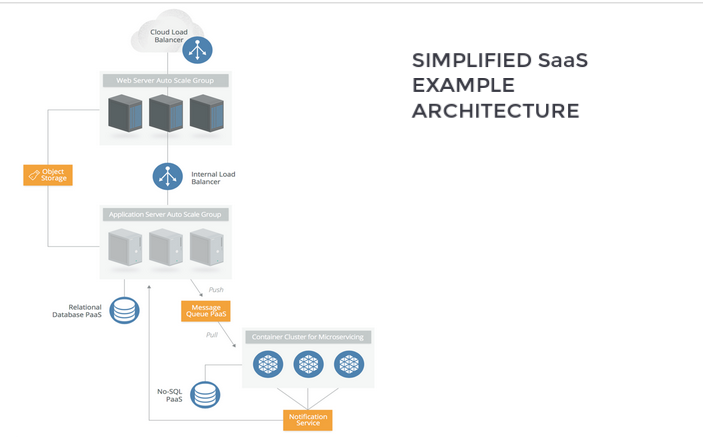 Cloud Load
Balancer
SIMPLIFIED SaaS
EXAMPLE
ARCHITECTURE
Web Server Auto Scale Group
Object
Storage
Internal Load
Balancer
Application Server Auto Scale Group
Push
Relational
Database PaaS
Message
Queue PaaS
Pull
Container Cluster for Microservicing
No-SQL
PaaS
Notification
Service